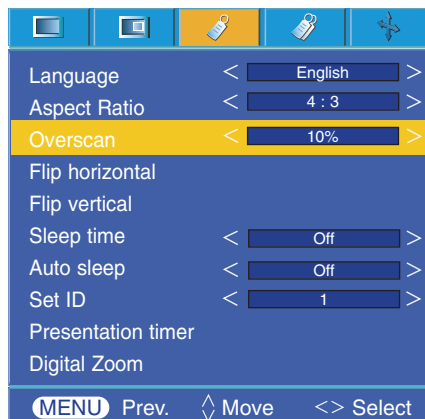 Language < English >
Aspect Ratio < 4 : 3 >
Overscan < 10% >
Flip horizontal
Flip vertical
Sleep time < Off >
Auto sleep < Off >
Set ID < 1 >
Presentation timer
Digital Zoom
MENU Prev. Move <> Select